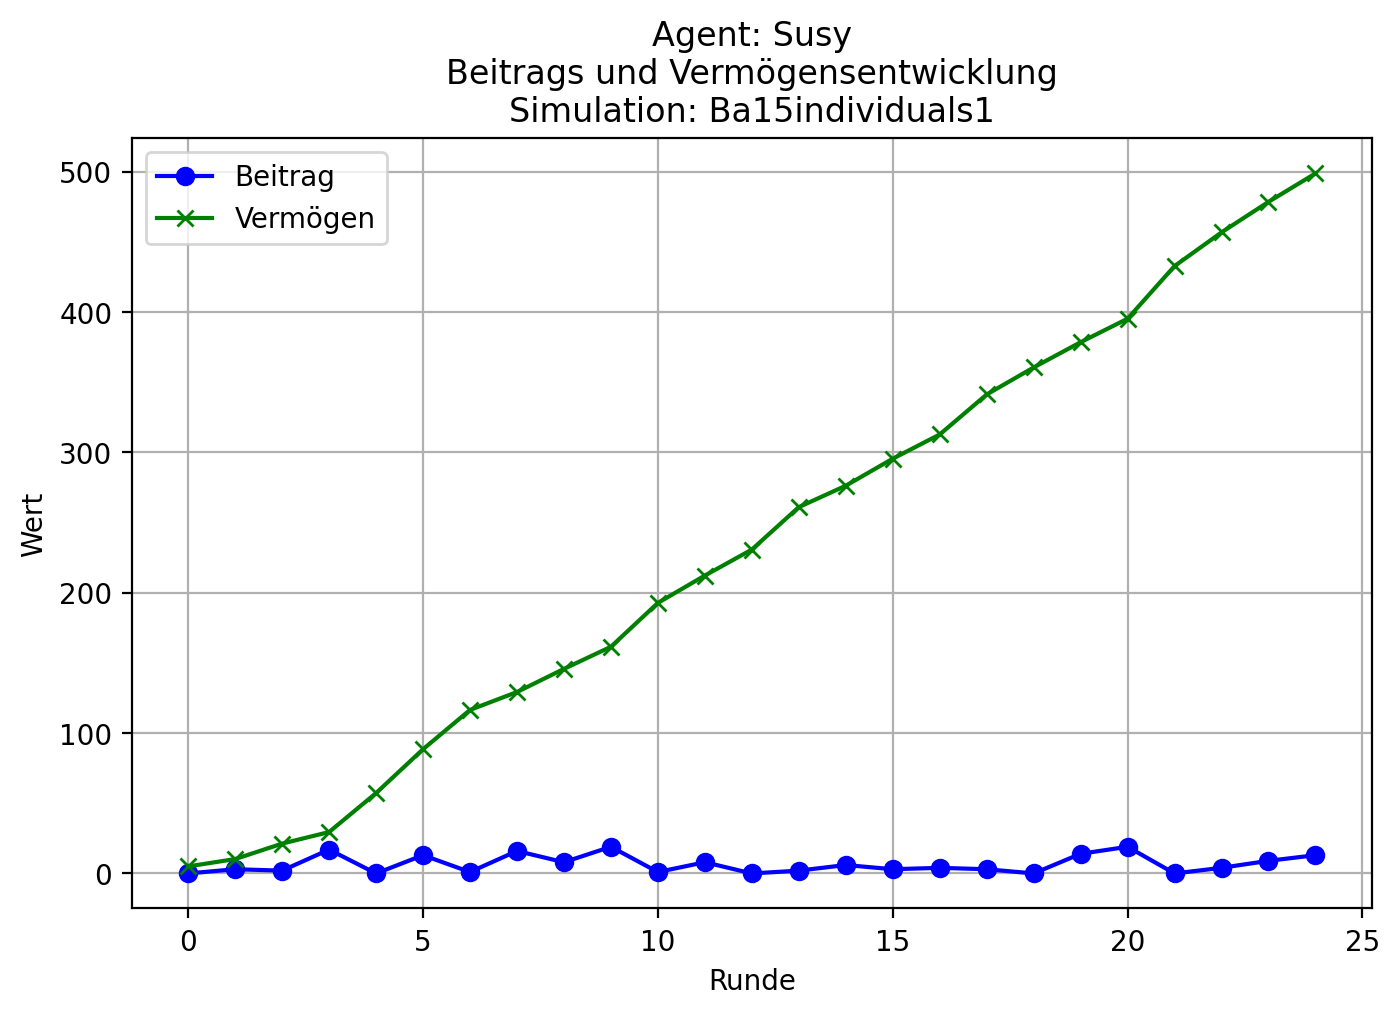 Agent: Susy
Beitrags und Vermögensentwicklung
Simulation: Ba15individuals1
Beitrag
Vermögen
500
400
300
200
100
0
Wert
0 5 10 15 20 25
Runde